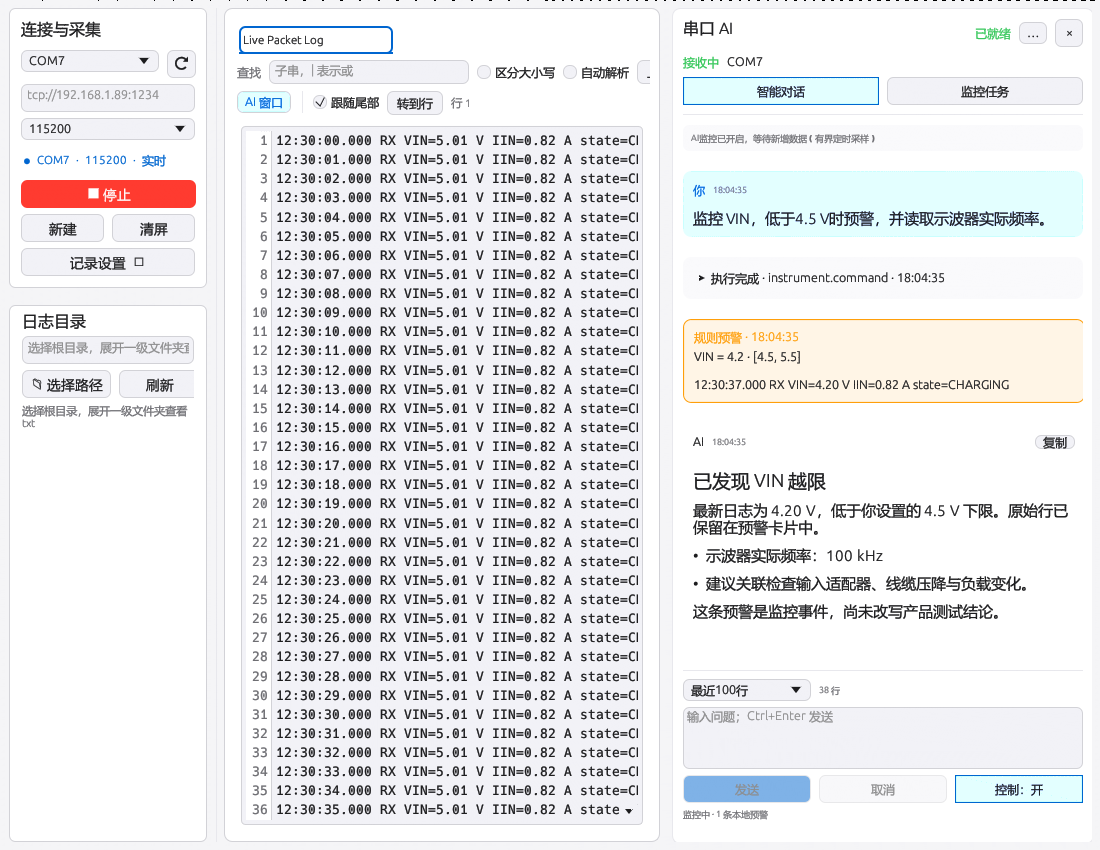 连接与采集
COM7
tcp://192.168.1.89:1234
115200
• COM7 · 115200 · 实时
停止
新建
清屏
记录设置
日志目录
选择根目录，展开一级文件夹查
选择路径
刷新
选择根目录，展开一级文件夹查看
txt
Live Packet Log
查找
子串，| 表示或
区分大小写
自动解析
AI 窗口
跟随尾部
转到行
行 1
1 12:30:00.000 RX VIN=5.01 V IIN=0.82 A state=CH
2 12:30:01.000 RX VIN=5.01 V IIN=0.82 A state=CH
3 12:30:02.000 RX VIN=5.01 V IIN=0.82 A state=CH
4 12:30:03.000 RX VIN=5.01 V IIN=0.82 A state=CH
5 12:30:04.000 RX VIN=5.01 V IIN=0.82 A state=CH
6 12:30:05.000 RX VIN=5.01 V IIN=0.82 A state=CH
7 12:30:06.000 RX VIN=5.01 V IIN=0.82 A state=CH
8 12:30:07.000 RX VIN=5.01 V IIN=0.82 A state=CH
9 12:30:08.000 RX VIN=5.01 V IIN=0.82 A state=CH
10 12:30:09.000 RX VIN=5.01 V IIN=0.82 A state=CH
11 12:30:10.000 RX VIN=5.01 V IIN=0.82 A state=CH
12 12:30:11.000 RX VIN=5.01 V IIN=0.82 A state=CH
13 12:30:12.000 RX VIN=5.01 V IIN=0.82 A state=CH
14 12:30:13.000 RX VIN=5.01 V IIN=0.82 A state=CH
15 12:30:14.000 RX VIN=5.01 V IIN=0.82 A state=CH
16 12:30:15.000 RX VIN=5.01 V IIN=0.82 A state=CH
17 12:30:16.000 RX VIN=5.01 V IIN=0.82 A state=CH
18 12:30:17.000 RX VIN=5.01 V IIN=0.82 A state=CH
19 12:30:18.000 RX VIN=5.01 V IIN=0.82 A state=CH
20 12:30:19.000 RX VIN=5.01 V IIN=0.82 A state=CH
21 12:30:20.000 RX VIN=5.01 V IIN=0.82 A state=CH
22 12:30:21.000 RX VIN=5.01 V IIN=0.82 A state=CH
23 12:30:22.000 RX VIN=5.01 V IIN=0.82 A state=CH
24 12:30:23.000 RX VIN=5.01 V IIN=0.82 A state=CH
25 12:30:24.000 RX VIN=5.01 V IIN=0.82 A state=CH
26 12:30:25.000 RX VIN=5.01 V IIN=0.82 A state=CH
27 12:30:26.000 RX VIN=5.01 V IIN=0.82 A state=CH
28 12:30:27.000 RX VIN=5.01 V IIN=0.82 A state=CH
29 12:30:28.000 RX VIN=5.01 V IIN=0.82 A state=CH
30 12:30:29.000 RX VIN=5.01 V IIN=0.82 A state=CH
31 12:30:30.000 RX VIN=5.01 V IIN=0.82 A state=CH
32 12:30:31.000 RX VIN=5.01 V IIN=0.82 A state=CH
33 12:30:32.000 RX VIN=5.01 V IIN=0.82 A state=CH
34 12:30:33.000 RX VIN=5.01 V IIN=0.82 A state=CH
35 12:30:34.000 RX VIN=5.01 V IIN=0.82 A state=CH
36 12:30:35.000 RX VIN=5.01 V IIN=0.82 A state
串口 AI
已就绪
...
×
接收中 COM7
智能对话
监控任务
AI监控已开启，等待新增数据 ( 有界定时采样 )
你 18:04:35
监控 VIN，低于4.5 V时预警，并读取示波器实际频率。
▸ 执行完成 · instrument.command · 18:04:35
规则预警 · 18:04:35
VIN = 4.2 · [4.5, 5.5]
12:30:37.000 RX VIN=4.20 V IIN=0.82 A state=CHARGING
AI 18:04:35
复制
已发现 VIN 越限
最新日志为 4.20 V，低于你设置的 4.5 V 下限。原始行已
保留在预警卡片中。
• 示波器实际频率：100 kHz
• 建议关联检查输入适配器、线缆压降与负载变化。
这条预警是监控事件，尚未改写产品测试结论。
最近100行
38 行
输入问题；Ctrl+Enter 发送
发送
取消
控制：开
监控中 · 1 条本地预警